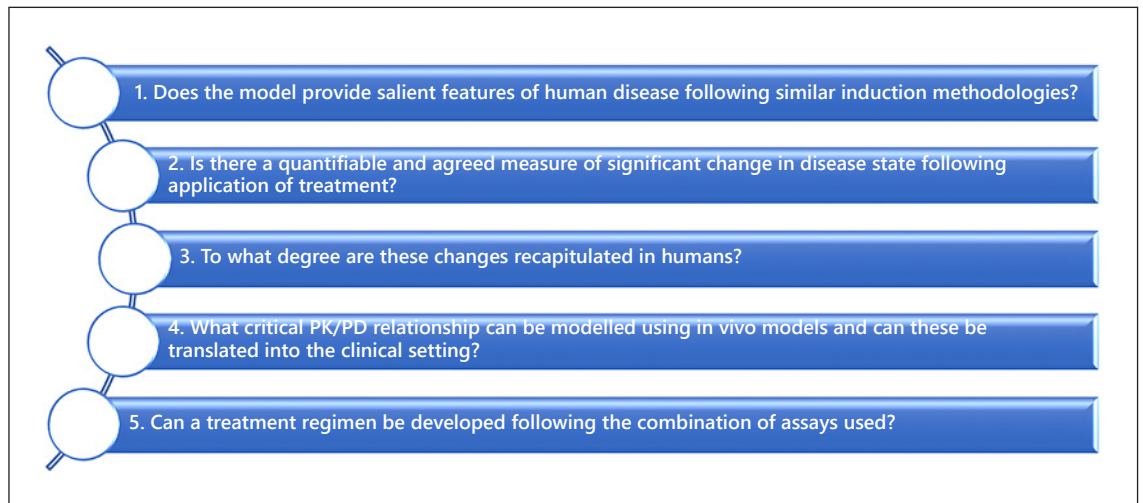 1. Does the model provide salient features of human disease following similar induction methodologies?
2. Is there a quantifiable and agreed measure of significant change in disease state following
application of treatment?
3. To what degree are these changes recapitulated in humans?
4. What critical PK/PD relationship can be modelled using in vivo models and can these be
translated into the clinical setting?
5. Can a treatment regimen be developed following the combination of assays used?